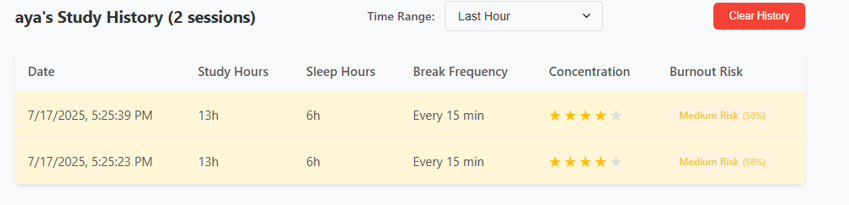 aya's Study History (2 sessions) Time Range: Last Hour Clear History
Date Study Hours Sleep Hours Break Frequency Concentration Burnout Risk
7/17/2025, 5:25:39 PM 13h 6h Every 15 min ★★★★★ Medium Risk (58%)
7/17/2025, 5:25:23 PM 13h 6h Every 15 min ★★★★★ Medium Risk (58%)